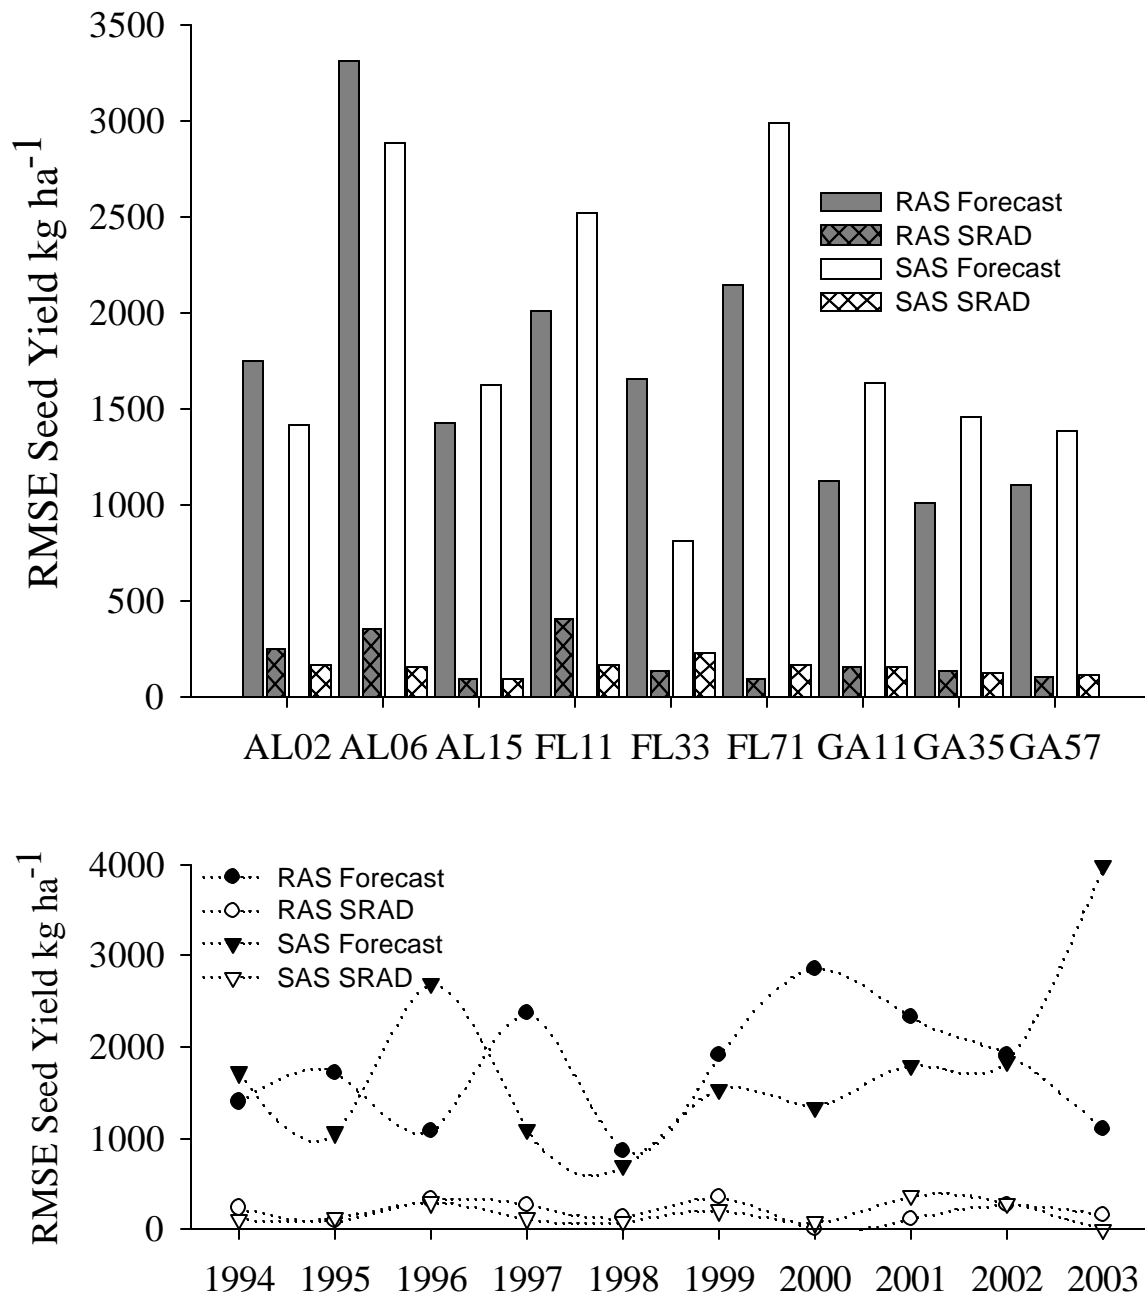 3500
3000
2500
2000
1500
1000
500
0
RMSE Seed Yield kg ha-1
RAS Forecast
RAS SRAD
SAS Forecast
SAS SRAD
AL02 AL06 AL15 FL11 FL33 FL71 GA11 GA35 GA57
4000
3000
2000
1000
0
RMSE Seed Yield kg ha-1
RAS Forecast
RAS SRAD
SAS Forecast
SAS SRAD
1994 1995 1996 1997 1998 1999 2000 2001 2002 2003